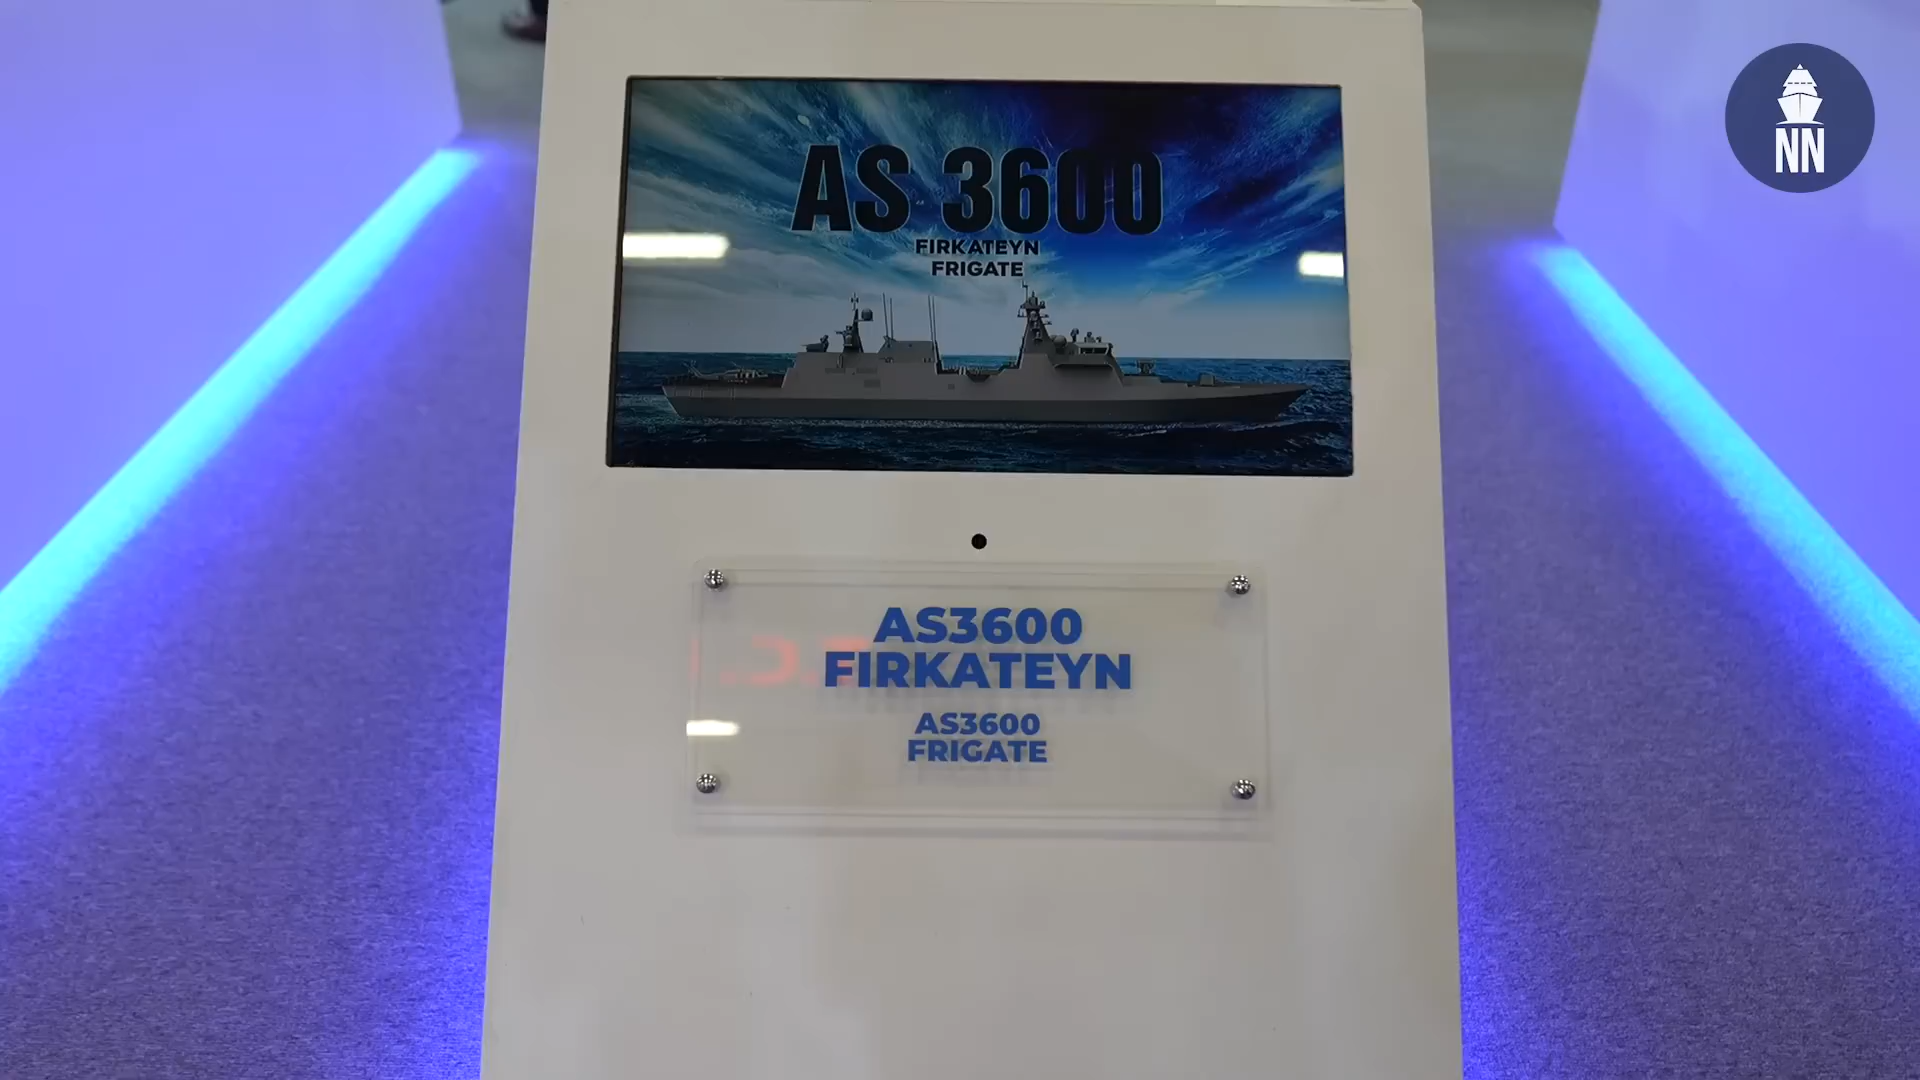 AS 3600
FIRKATEYN
FRIGATE
NN
AS3600
FIRKATEYN
AS3600
FRIGATE